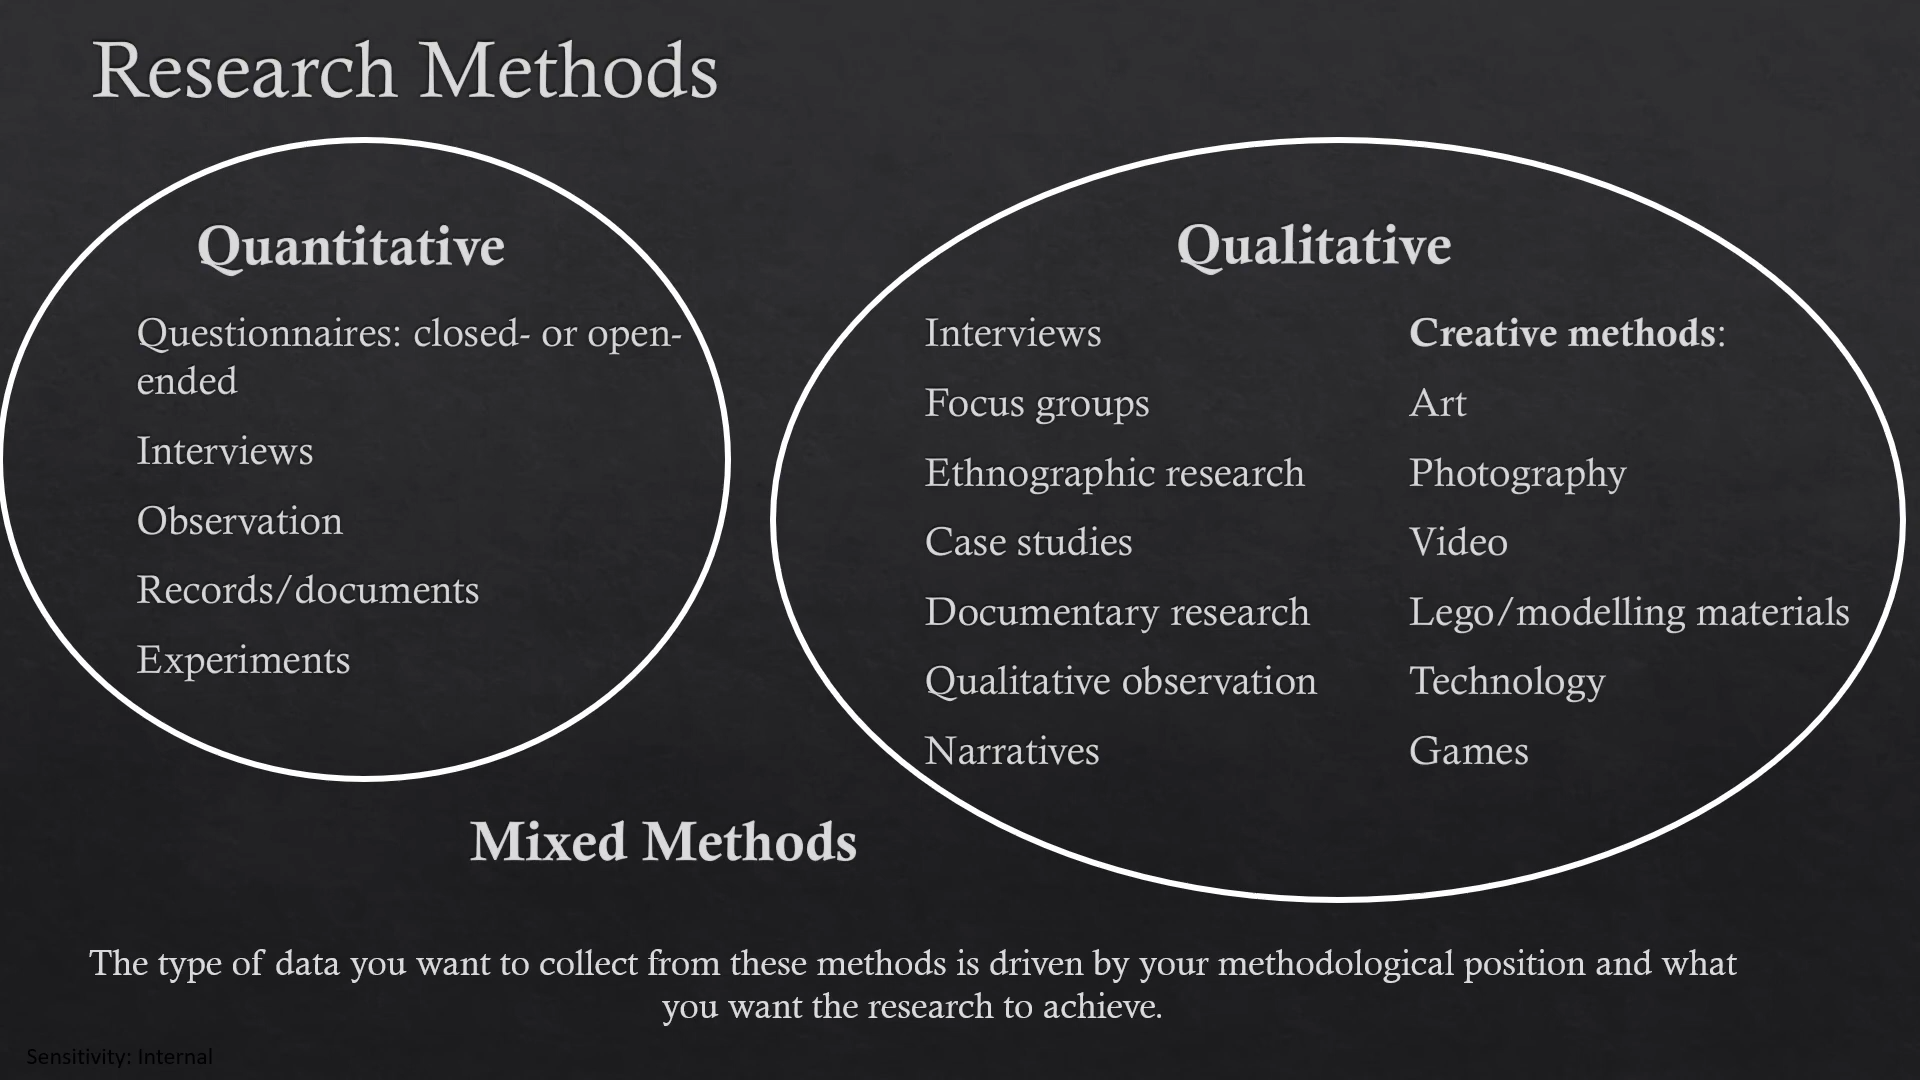 Research Methods
Quantitative
Questionnaires: closed- or open-
ended
Interviews
Observation
Records/documents
Experiments
Qualitative
Interviews
Focus groups
Ethnographic research
Case studies
Documentary research
Qualitative observation
Narratives
Creative methods:
Art
Photography
Video
Lego/modelling materials
Technology
Games
Mixed Methods
The type of data you want to collect from these methods is driven by your methodological position and what
you want the research to achieve.
Sensitivity: Internal